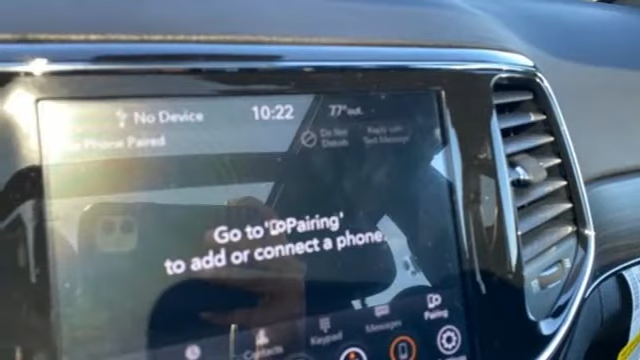 No Device 10:22 77° out
No Phone Paired
Do Not Disturb
Reply with Text Message
Go to 'Pairing'
to add or connect a phone.
Contacts Keypad Messages Pairing